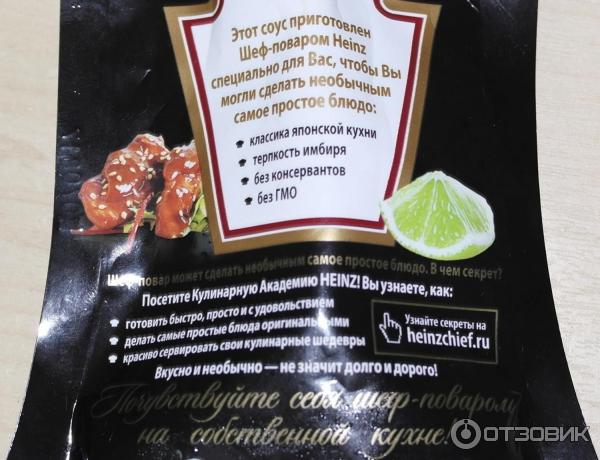 Этот соус приготовлен
Шеф-поваром Heinz
специально для Вас, чтобы Вы
могли сделать необычным
самое простое блюдо:
классика японской кухни
терпкость имбиря
без консервантов
без ГМО
Шеф-повар может сделать необычным самое простое блюдо. В чем секрет?
Посетите Кулинарную Академию HEINZ! Вы узнаете, как:
готовить быстро, просто и с удовольствием
делать самые простые блюда оригинальными
красиво сервировать свои кулинарные шедевры
Узнайте секреты на
heinzchief.ru
Вкусно и необычно — не значит долго и дорого!
Почувствуйте себя шеф-поваром
на собственной кухне!
ОТЗОВИК